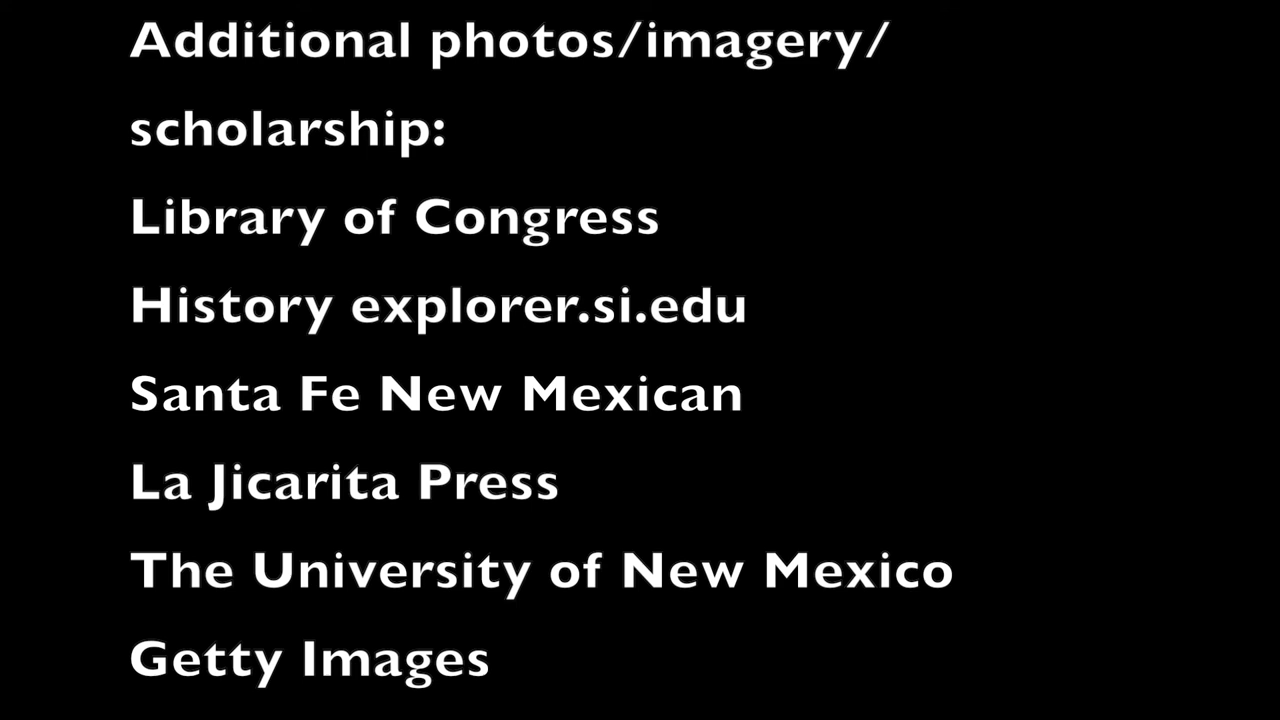 Additional photos/imagery/
scholarship:
Library of Congress
History explorer.si.edu
Santa Fe New Mexican
La Jicarita Press
The University of New Mexico
Getty Images